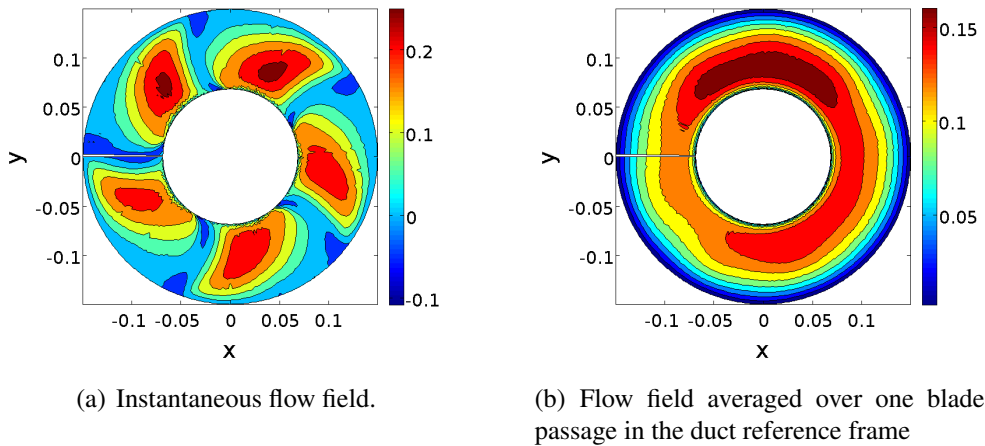 0.1
0.05
0
-0.05
-0.1
y
-0.1 -0.05 0 0.05 0.1
x
0.2
0.1
0
-0.1
(a) Instantaneous flow field.
0.1
0.05
0
-0.05
-0.1
y
-0.1 -0.05 0 0.05 0.1
x
0.15
0.1
0.05
(b) Flow field averaged over one blade
passage in the duct reference frame